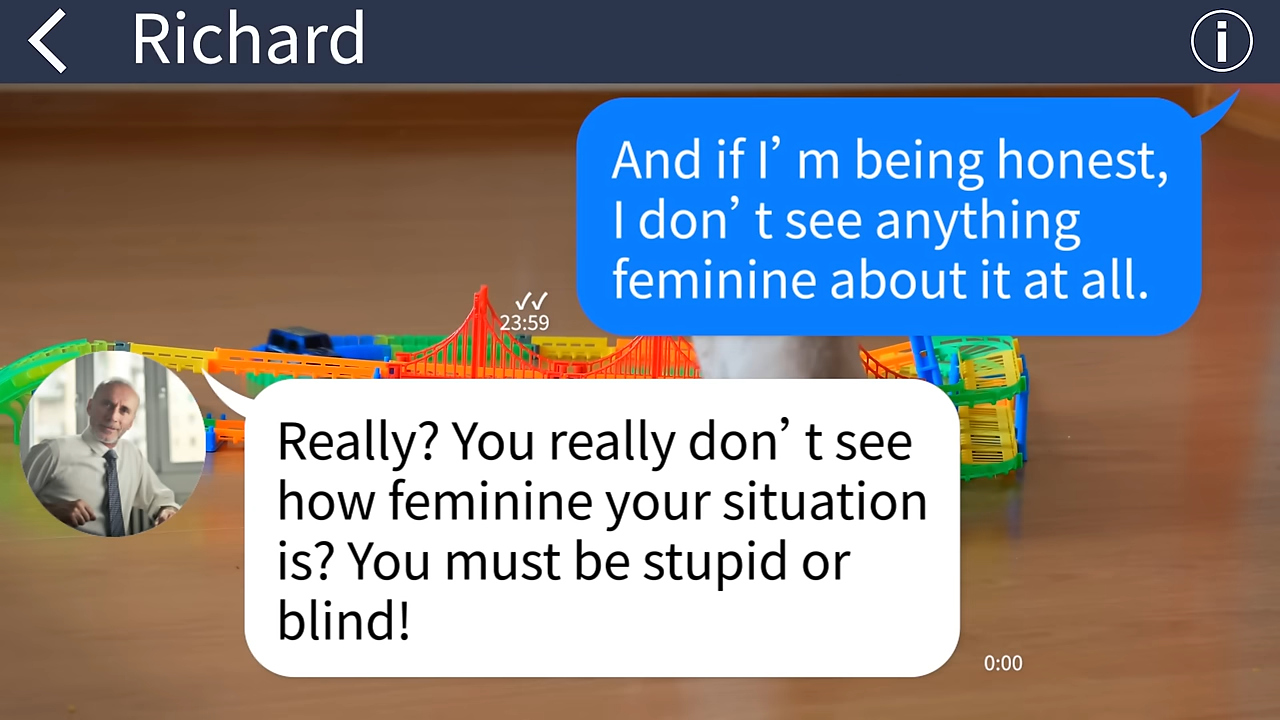 Richard
And if I’m being honest,
I don’t see anything
feminine about it at all.
✓✓
23:59
Really? You really don’t see
how feminine your situation
is? You must be stupid or
blind!
0:00